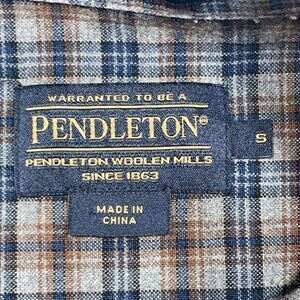 WARRANTED TO BE A
PENDLETON®
PENDLETON WOOLEN MILLS
SINCE 1863
S
MADE IN
CHINA